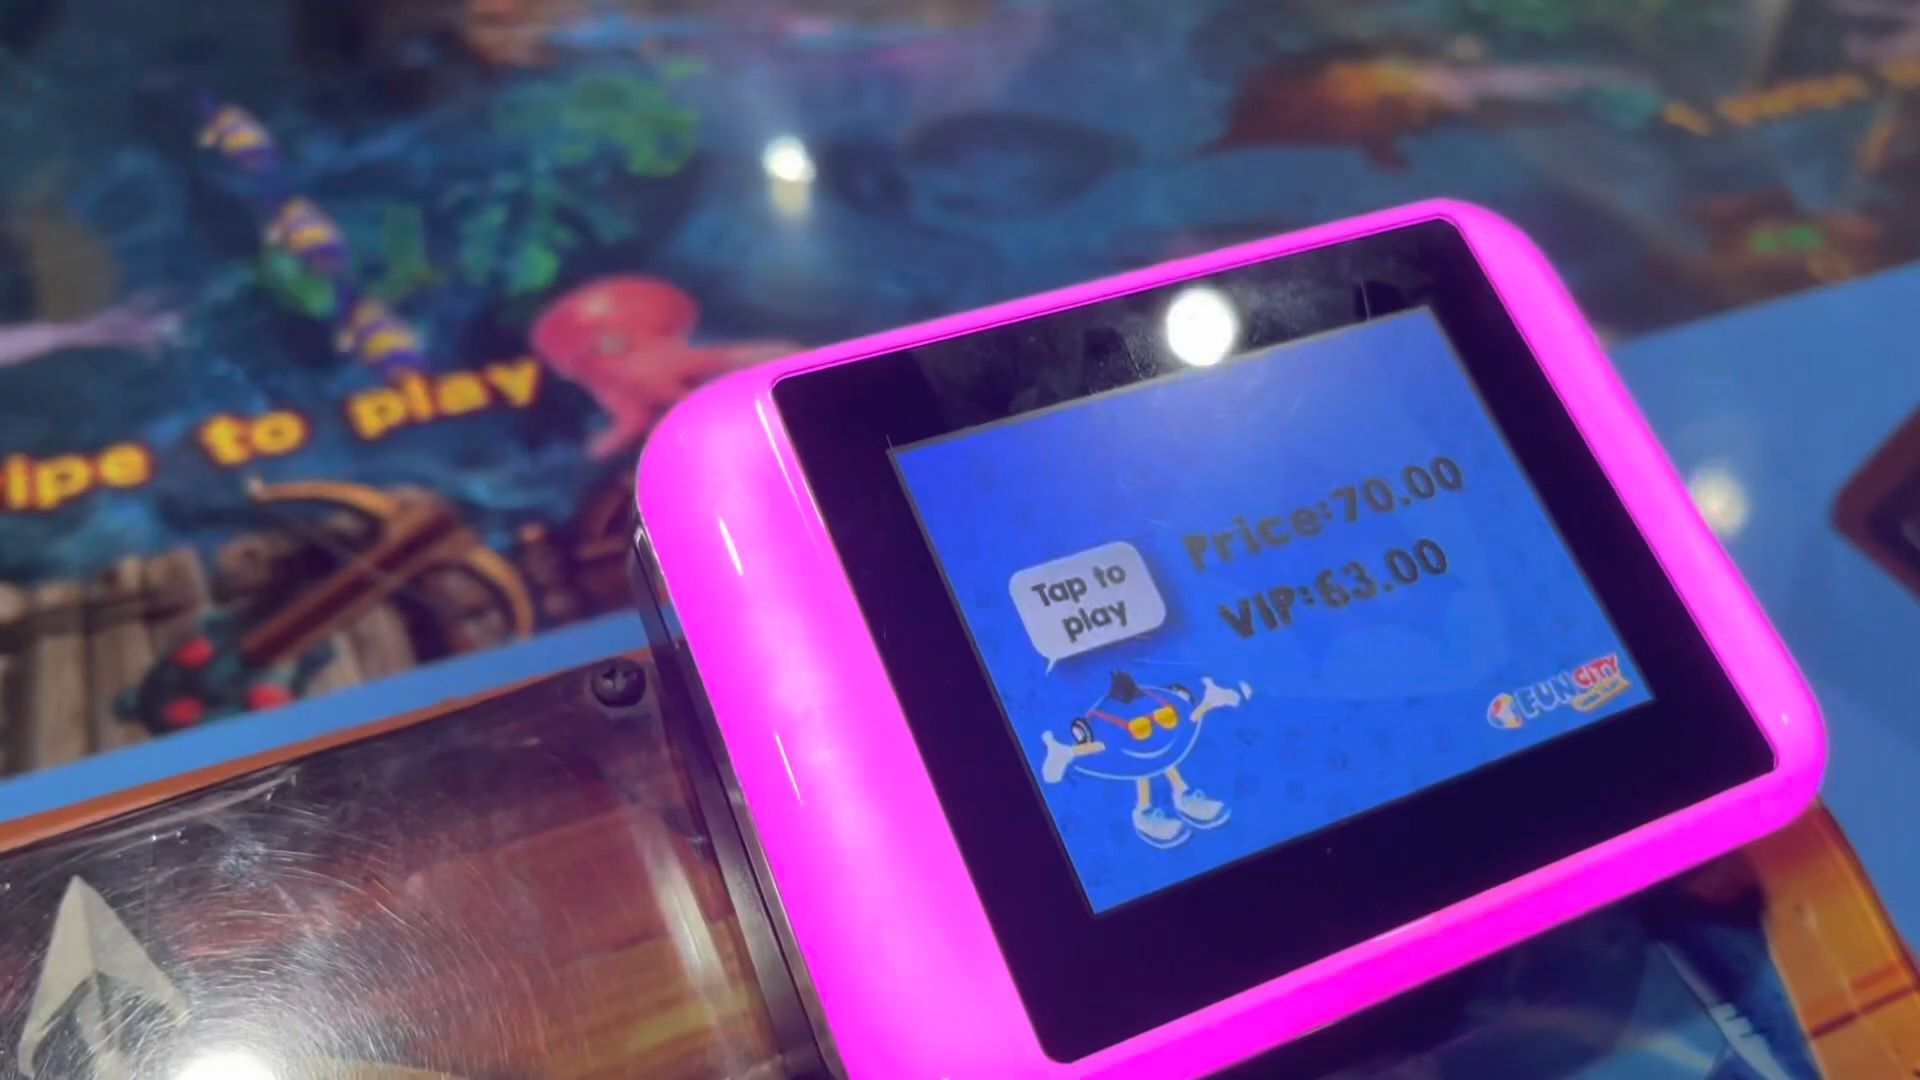 ipe to play
Price:70.00
VIP:63.00
Tap to
play
FUN CITY